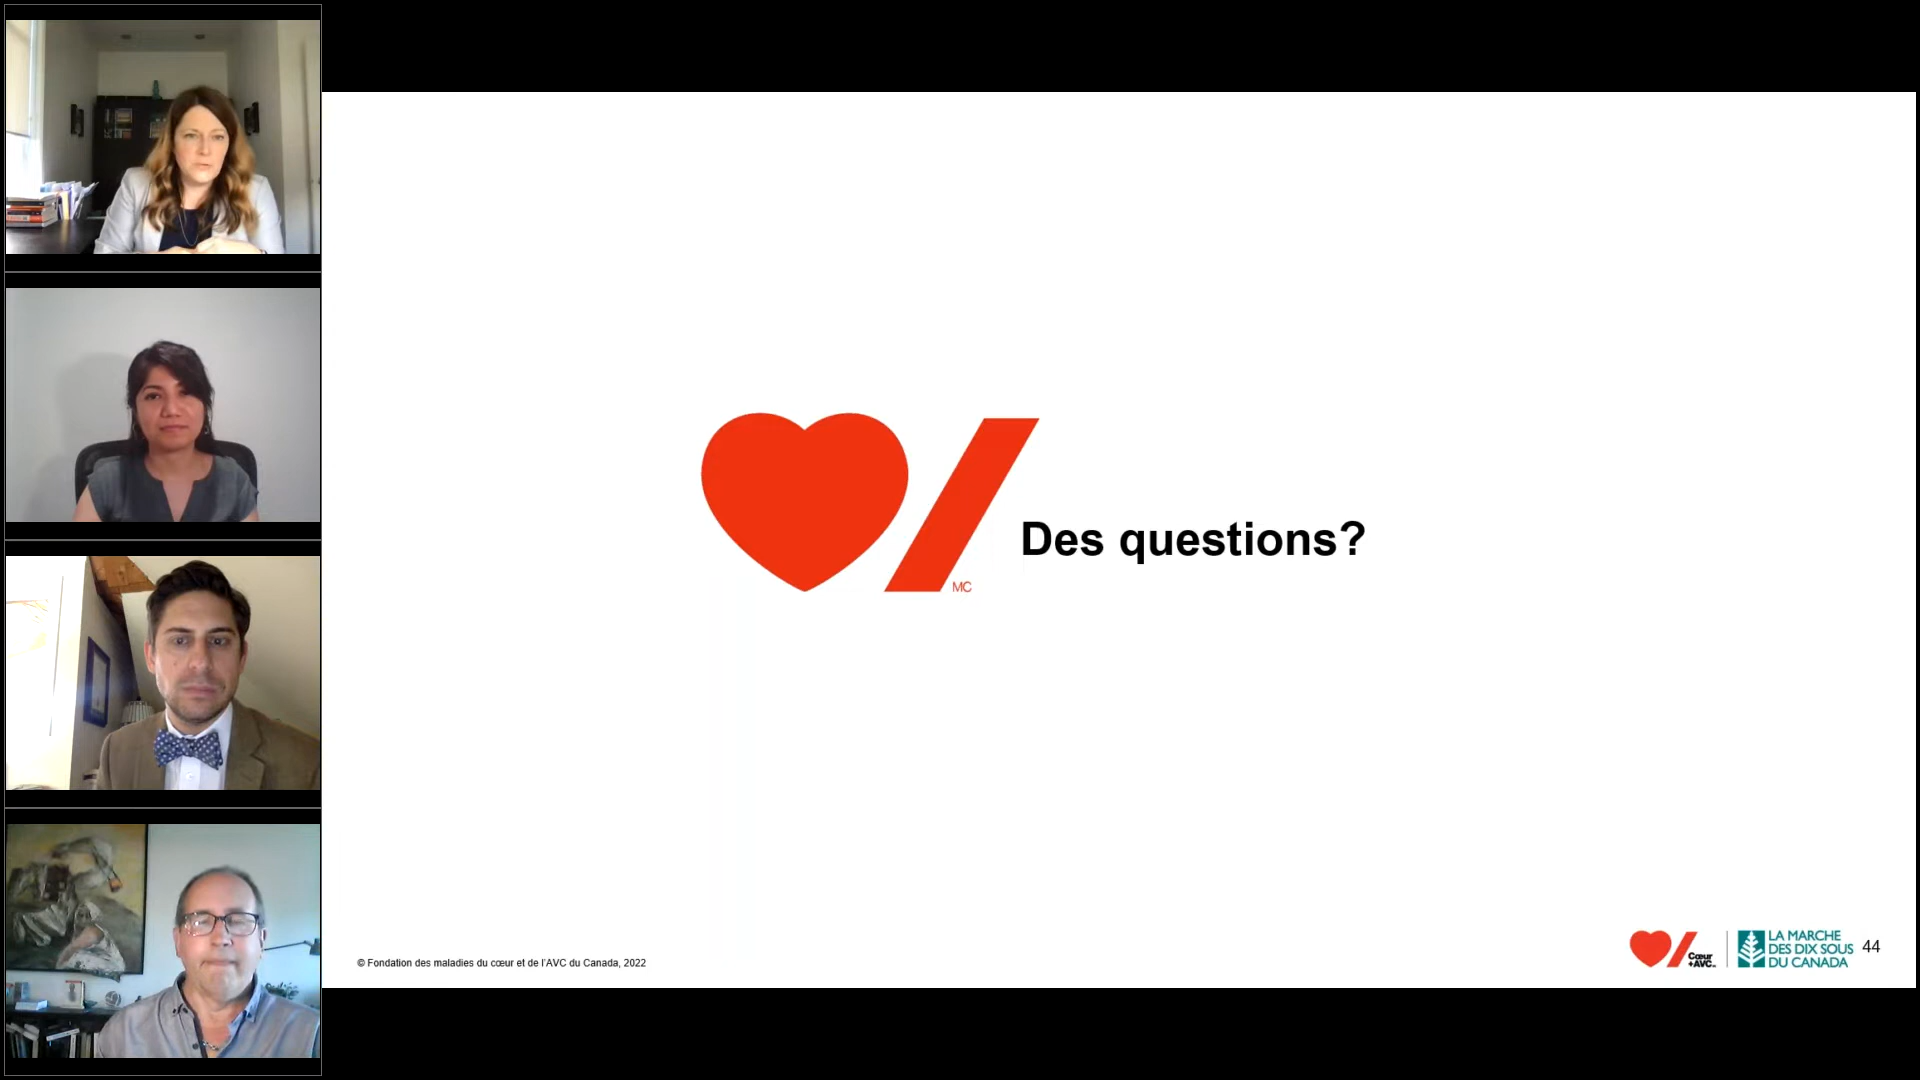 Des questions?
MC
© Fondation des maladies du cœur et de l'AVC du Canada, 2022
Cœur
+AVC
LA MARCHE
DES DIX SOUS
DU CANADA
44